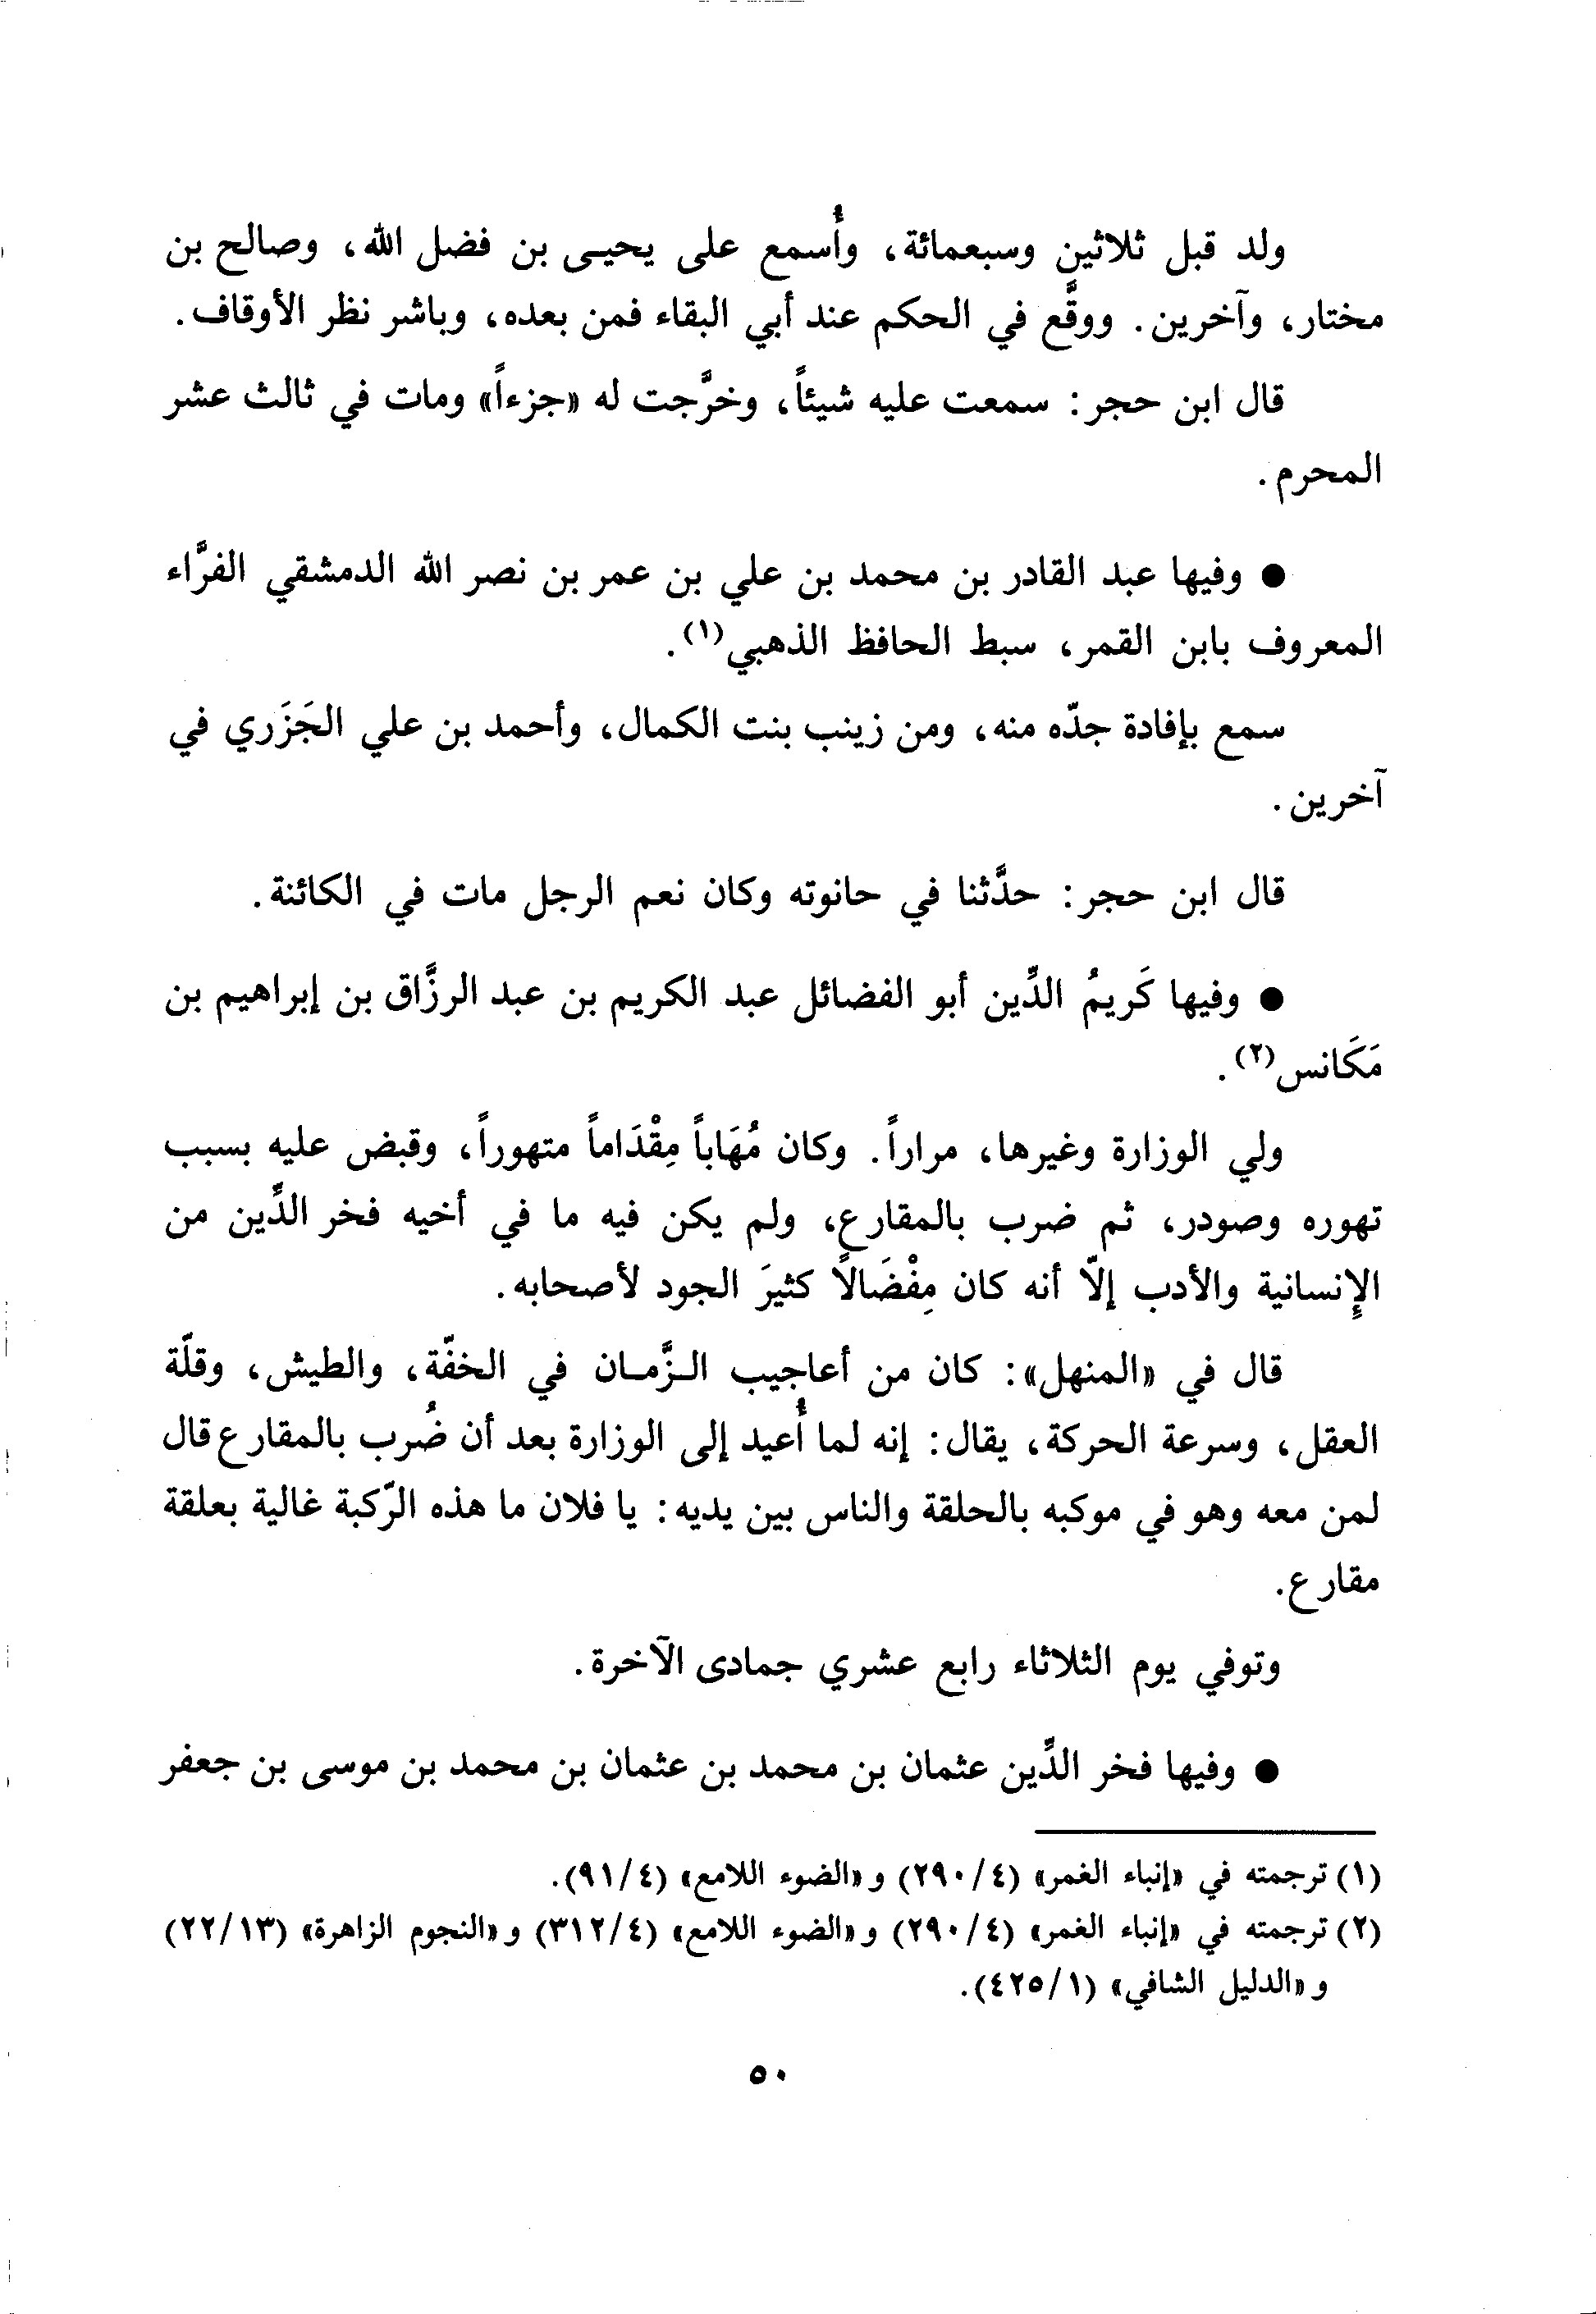 ولد قبل ثلاثين وسبعمائة، وأُسمع على يحيى بن فضل الله، وصالح بن
مختار، وآخرين. ووقَّع في الحكم عند أبي البقاء فمن بعده، وباشر نظر الأوقاف.
قال ابن حجر: سمعت عليه شيئاً، وخرَّجت له «جزءاً» ومات في ثالث عشر
المحرم.
● وفيها عبد القادر بن محمد بن علي بن عمر بن نصر الله الدمشقي الفرَّاء
المعروف بابن القمر، سبط الحافظ الذهبي(١).
سمع بإفادة جدّه منه، ومن زينب بنت الكمال، وأحمد بن علي الجَزَري في
آخرين.
قال ابن حجر: حدَّثنا في حانوته وكان نعم الرجل مات في الكائنة.
● وفيها كَريمُ الدِّين أبو الفضائل عبد الكريم بن عبد الرزَّاق بن إبراهيم بن
مَكَانس(٢).
ولي الوزارة وغيرها، مراراً. وكان مُهَاباً مِقْدَاماً متهوراً، وقبض عليه بسبب
تهوره وصودر، ثم ضرب بالمقارع، ولم يكن فيه ما في أخيه فخر الدِّين من
الإنسانية والأدب إلّا أنه كان مِفْضَالاً كثيرَ الجود لأصحابه.
قال في «المنهل»: كان من أعاجيب الـزَّمـان في الخفّة، والطيش، وقلّة
العقل، وسرعة الحركة، يقال: إنه لما أُعيد إلى الوزارة بعد أن ضُرب بالمقارع قال
لمن معه وهو في موكبه بالحلقة والناس بين يديه: يا فلان ما هذه الرّكبة غالية بعلقة
مقارع.
وتوفي يوم الثلاثاء رابع عشري جمادى الآخرة.
● وفيها فخر الدِّين عثمان بن محمد بن عثمان بن محمد بن موسى بن جعفر
(١) ترجمته في «إنباء الغمر» (٤/ ٢٩٠) و «الضوء اللامع» (٤/ ٩١).
(٢) ترجمته في «إنباء الغمر» (٤/ ٢٩٠) و «الضوء اللامع» (٤/ ٣١٢) و «النجوم الزاهرة» (١٣/ ٢٢)
و «الدليل الشافي» (١/ ٤٢٥).
٥٠